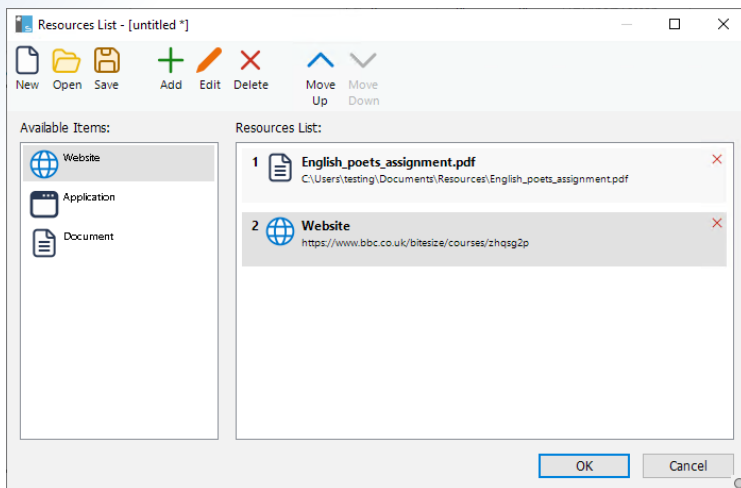 Resources List - [untitled *]
New Open Save Add Edit Delete Move Up Move Down
Available Items:
Resources List:
Website
Application
Document
1 English_poets_assignment.pdf
C:\Users\testing\Documents\Resources\English_poets_assignment.pdf
2 Website
https://www.bbc.co.uk/bitesize/courses/zhqsg2p
OK Cancel